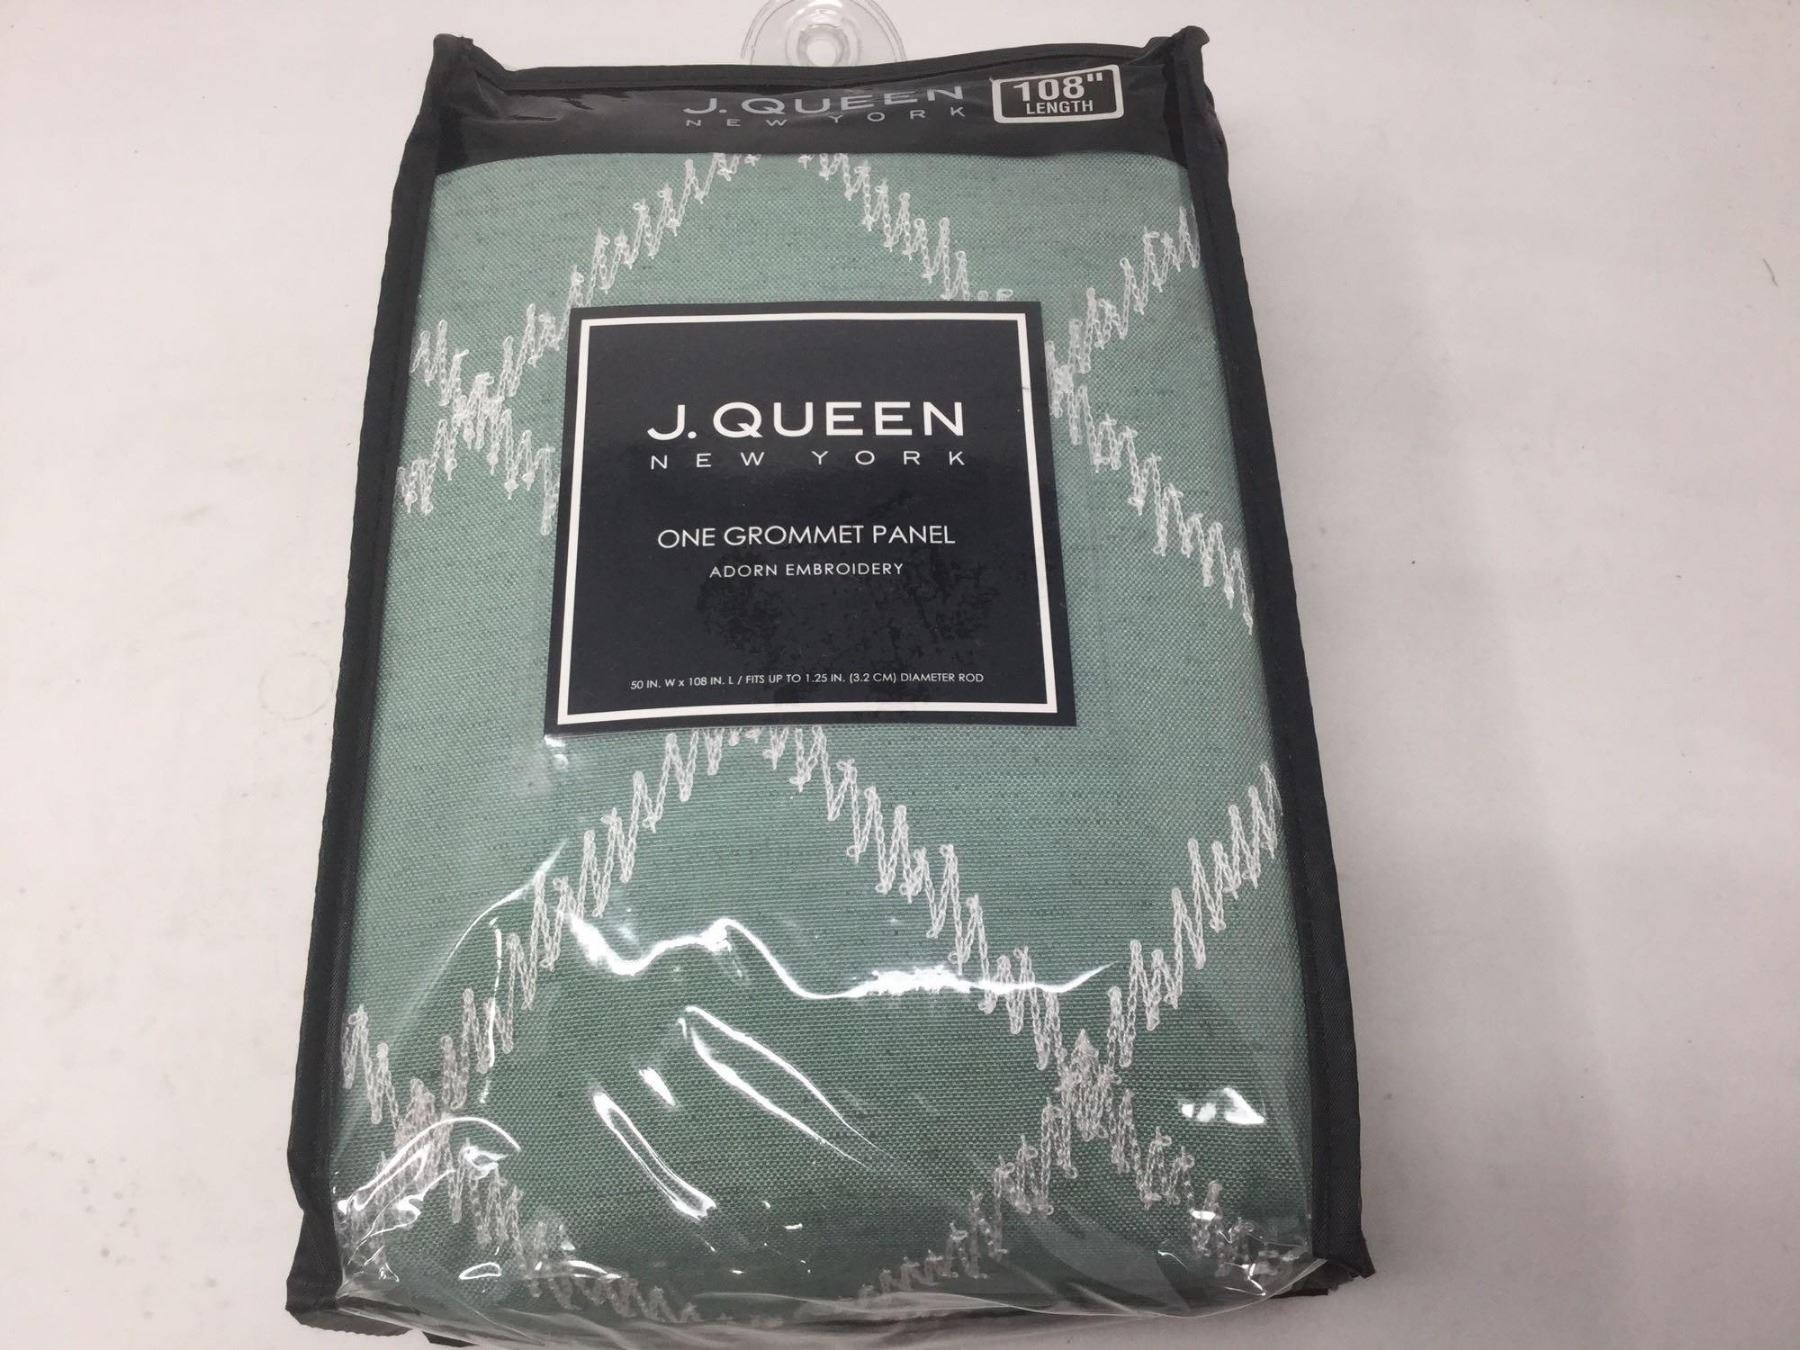 J. QUEEN
NEW YORK
108"
LENGTH
J. QUEEN
NEW YORK
ONE GROMMET PANEL
ADORN EMBROIDERY
50 IN. W x 108 IN. L / FITS UP TO 1.25 IN. (3.2 CM) DIAMETER ROD